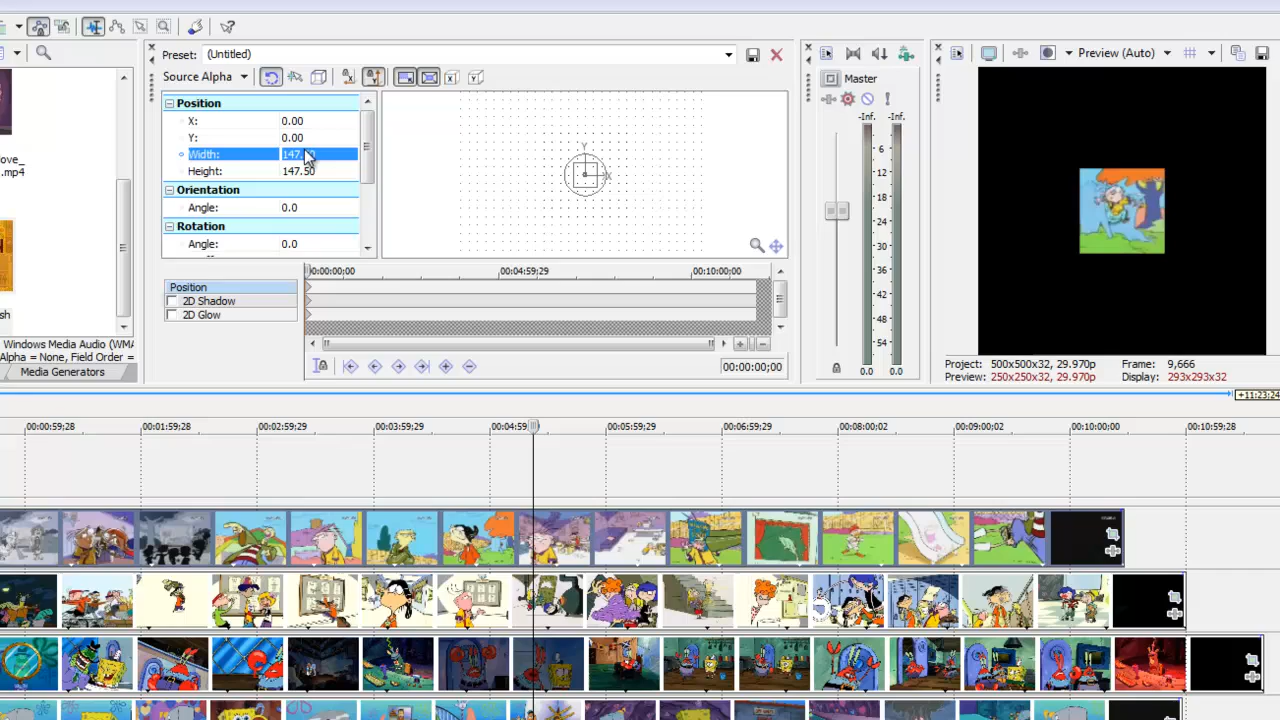 Preset: (Untitled)
Source Alpha
Position
X: 0.00
Y: 0.00
Width:
Height: 147.50
Orientation
Angle: 0.0
Rotation
Angle: 0.0
Y
X
00:00:00;00 00:04:59;29 00:10:00;00
Position
2D Shadow
2D Glow
00:00:00;00
.mp4
Windows Media Audio (WMA
Alpha = None, Field Order =
Media Generators
Master
-Inf. -Inf.
6
12
18
24
30
36
42
48
54
0.0 0.0
Preview (Auto)
Project: 500x500x32, 29.970p Frame: 9,666
Preview: 250x250x32, 29.970p Display: 293x293x32
+11:23;24
00:00:59;28 00:01:59;28 00:02:59;29 00:03:59;29 00:04:59 00:05:59;29 00:06:59;29 00:08:00;02 00:09:00;02 00:10:00;00 00:10:59;28